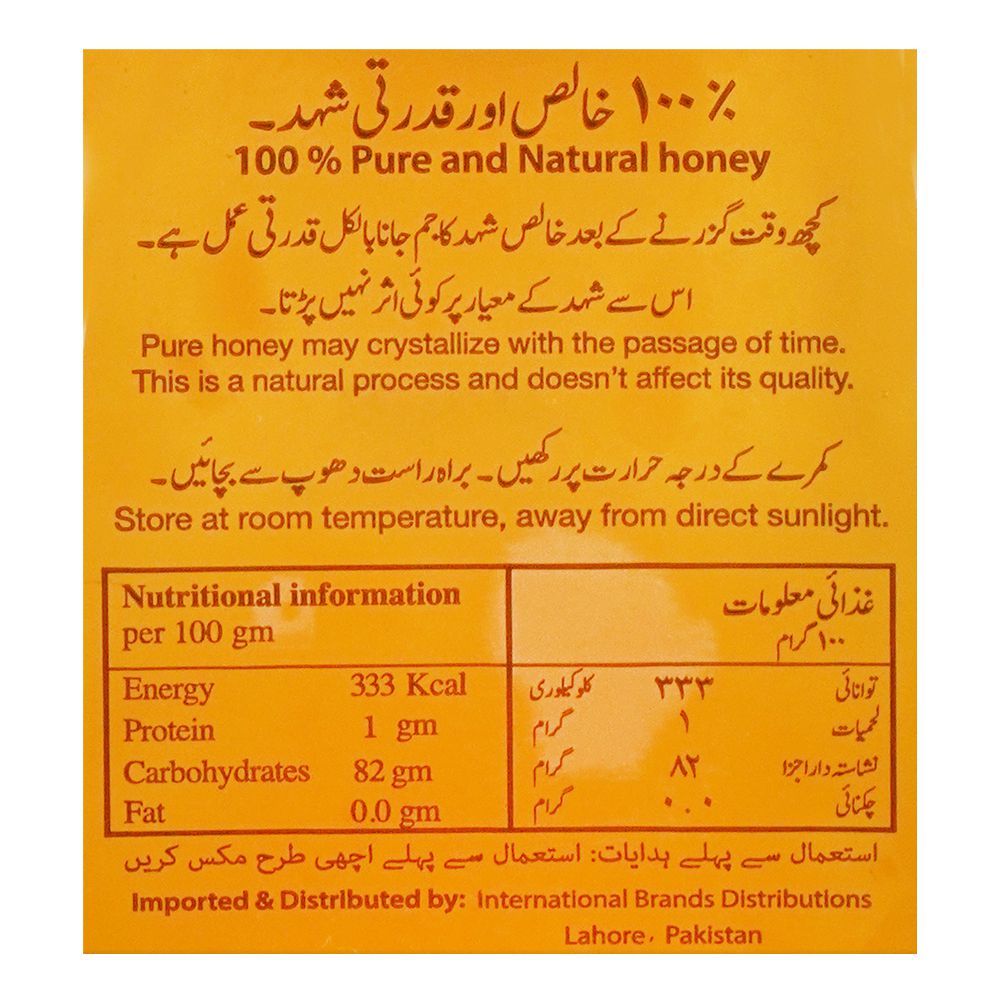 ۱۰۰٪ خالص اور قدرتی شہد۔
100 % Pure and Natural honey
کچھ وقت گزرنے کے بعد خالص شہد کا جم جانا بالکل قدرتی عمل ہے۔
اس سے شہد کے معیار پر کوئی اثر نہیں پڑتا۔
Pure honey may crystallize with the passage of time.
This is a natural process and doesn't affect its quality.
کمرے کے درجہ حرارت پر رکھیں۔ براہ راست دھوپ سے بچائیں۔
Store at room temperature, away from direct sunlight.
Nutritional information
per 100 gm
Energy 333 Kcal
Protein 1 gm
Carbohydrates 82 gm
Fat 0.0 gm
غذائی معلومات
۱۰۰ گرام
توانائی ۳۳۳ کلو کیلوری
لحمیات ۱ گرام
نشاستہ دار اجزا ۸۲ گرام
چکنائی ۰.۰ گرام
استعمال سے پہلے ہدایات: استعمال سے پہلے اچھی طرح مکس کریں
Imported & Distributed by: International Brands Distributions
Lahore, Pakistan